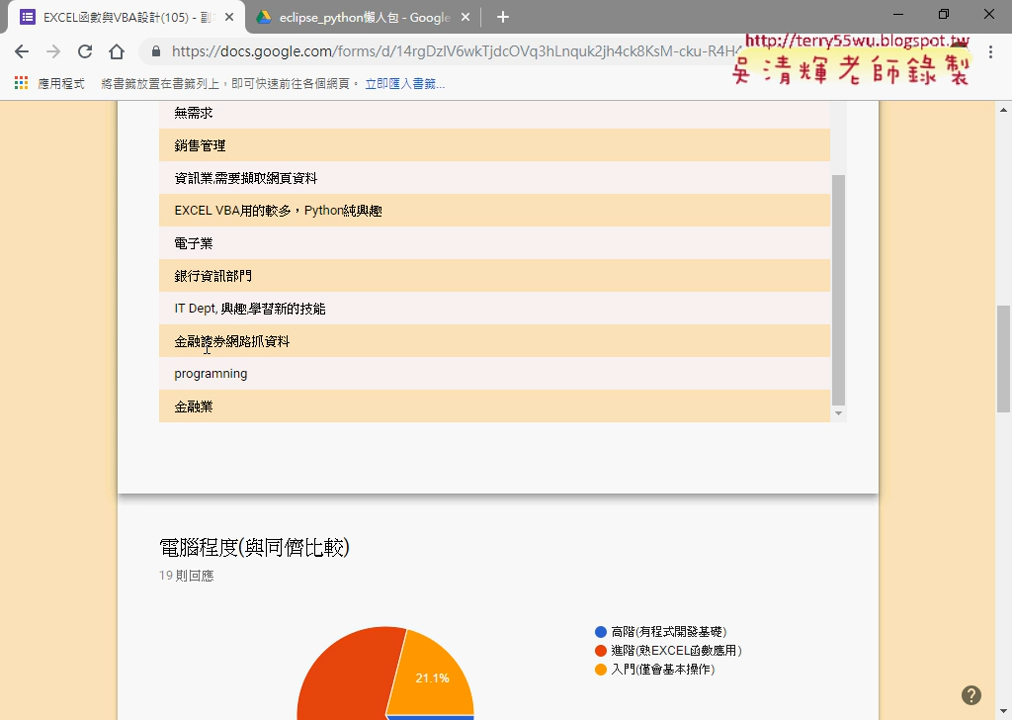 EXCEL函數與VBA設計(105) - 副
eclipse_python懶人包 - Google
https://docs.google.com/forms/d/14rgDzIV6wkTjdcOVq3hLnquk2jh4ck8KsM-cku-R4H4
http://terry55wu.blogspot.tw
吳清輝老師錄製
應用程式 將書籤放置在書籤列上，即可快速前往各個網頁。 立即匯入書籤...
無需求
銷售管理
資訊業,需要擷取網頁資料
EXCEL VBA用的較多，Python純興趣
電子業
銀行資訊部門
IT Dept, 興趣,學習新的技能
金融證券網路抓資料
programning
金融業
電腦程度(與同儕比較)
19 則回應
高階(有程式開發基礎)
進階(熟EXCEL函數應用)
入門(僅會基本操作)
21.1%